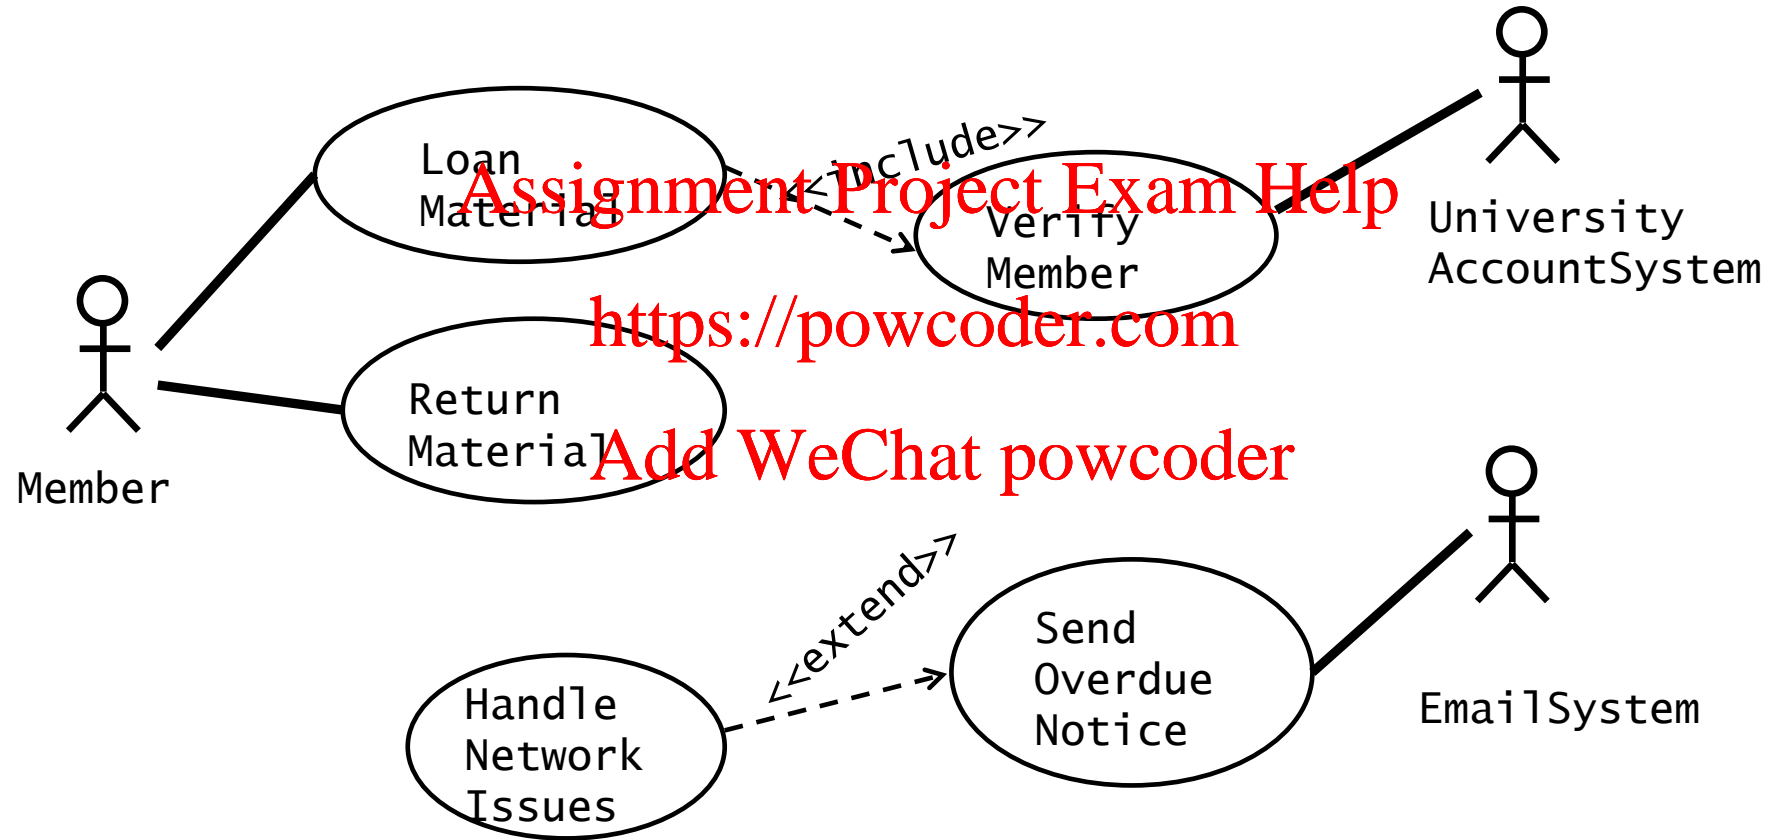 <<include>>
Loan
Material
Assignment Project Exam Help
Verify
Member
University
AccountSystem
https://powcoder.com
Return
Material
Add WeChat powcoder
Member
<<extend>>
Send
Overdue
Notice
Handle
Network
Issues
EmailSystem